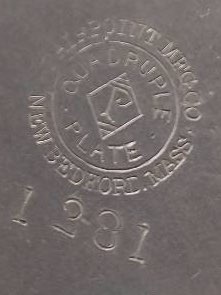 MFG.CO
NEW BEDFORD, MASS.
QUADRUPLE
PLATE
P
1281